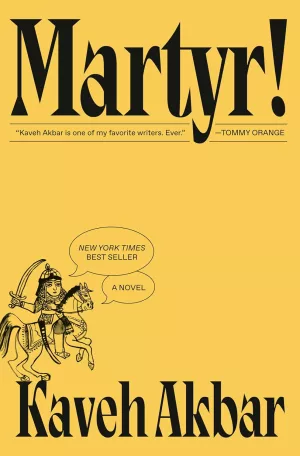 Martyr!
“Kaveh Akbar is one of my favorite writers. Ever.” —TOMMY ORANGE
NEW YORK TIMES
BEST SELLER
A NOVEL
Kaveh Akbar